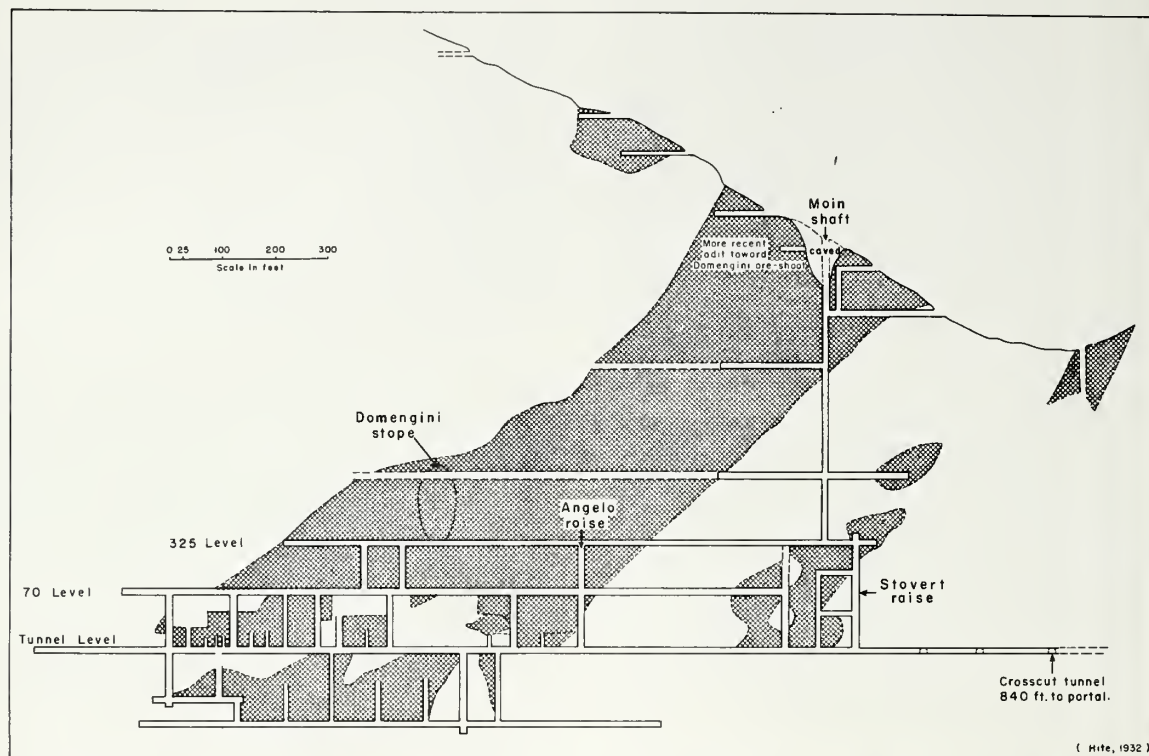 Moin
shaft
caved
More recent
adit toward
Domengini ore-shoot
0 25 100 200 300
Scale in feet
Domengini
stope
Angelo
raise
325 Level
70 Level
Stovert
raise
Tunnel Level
Crosscut tunnel
840 ft. to portal.
( Hite, 1932 )